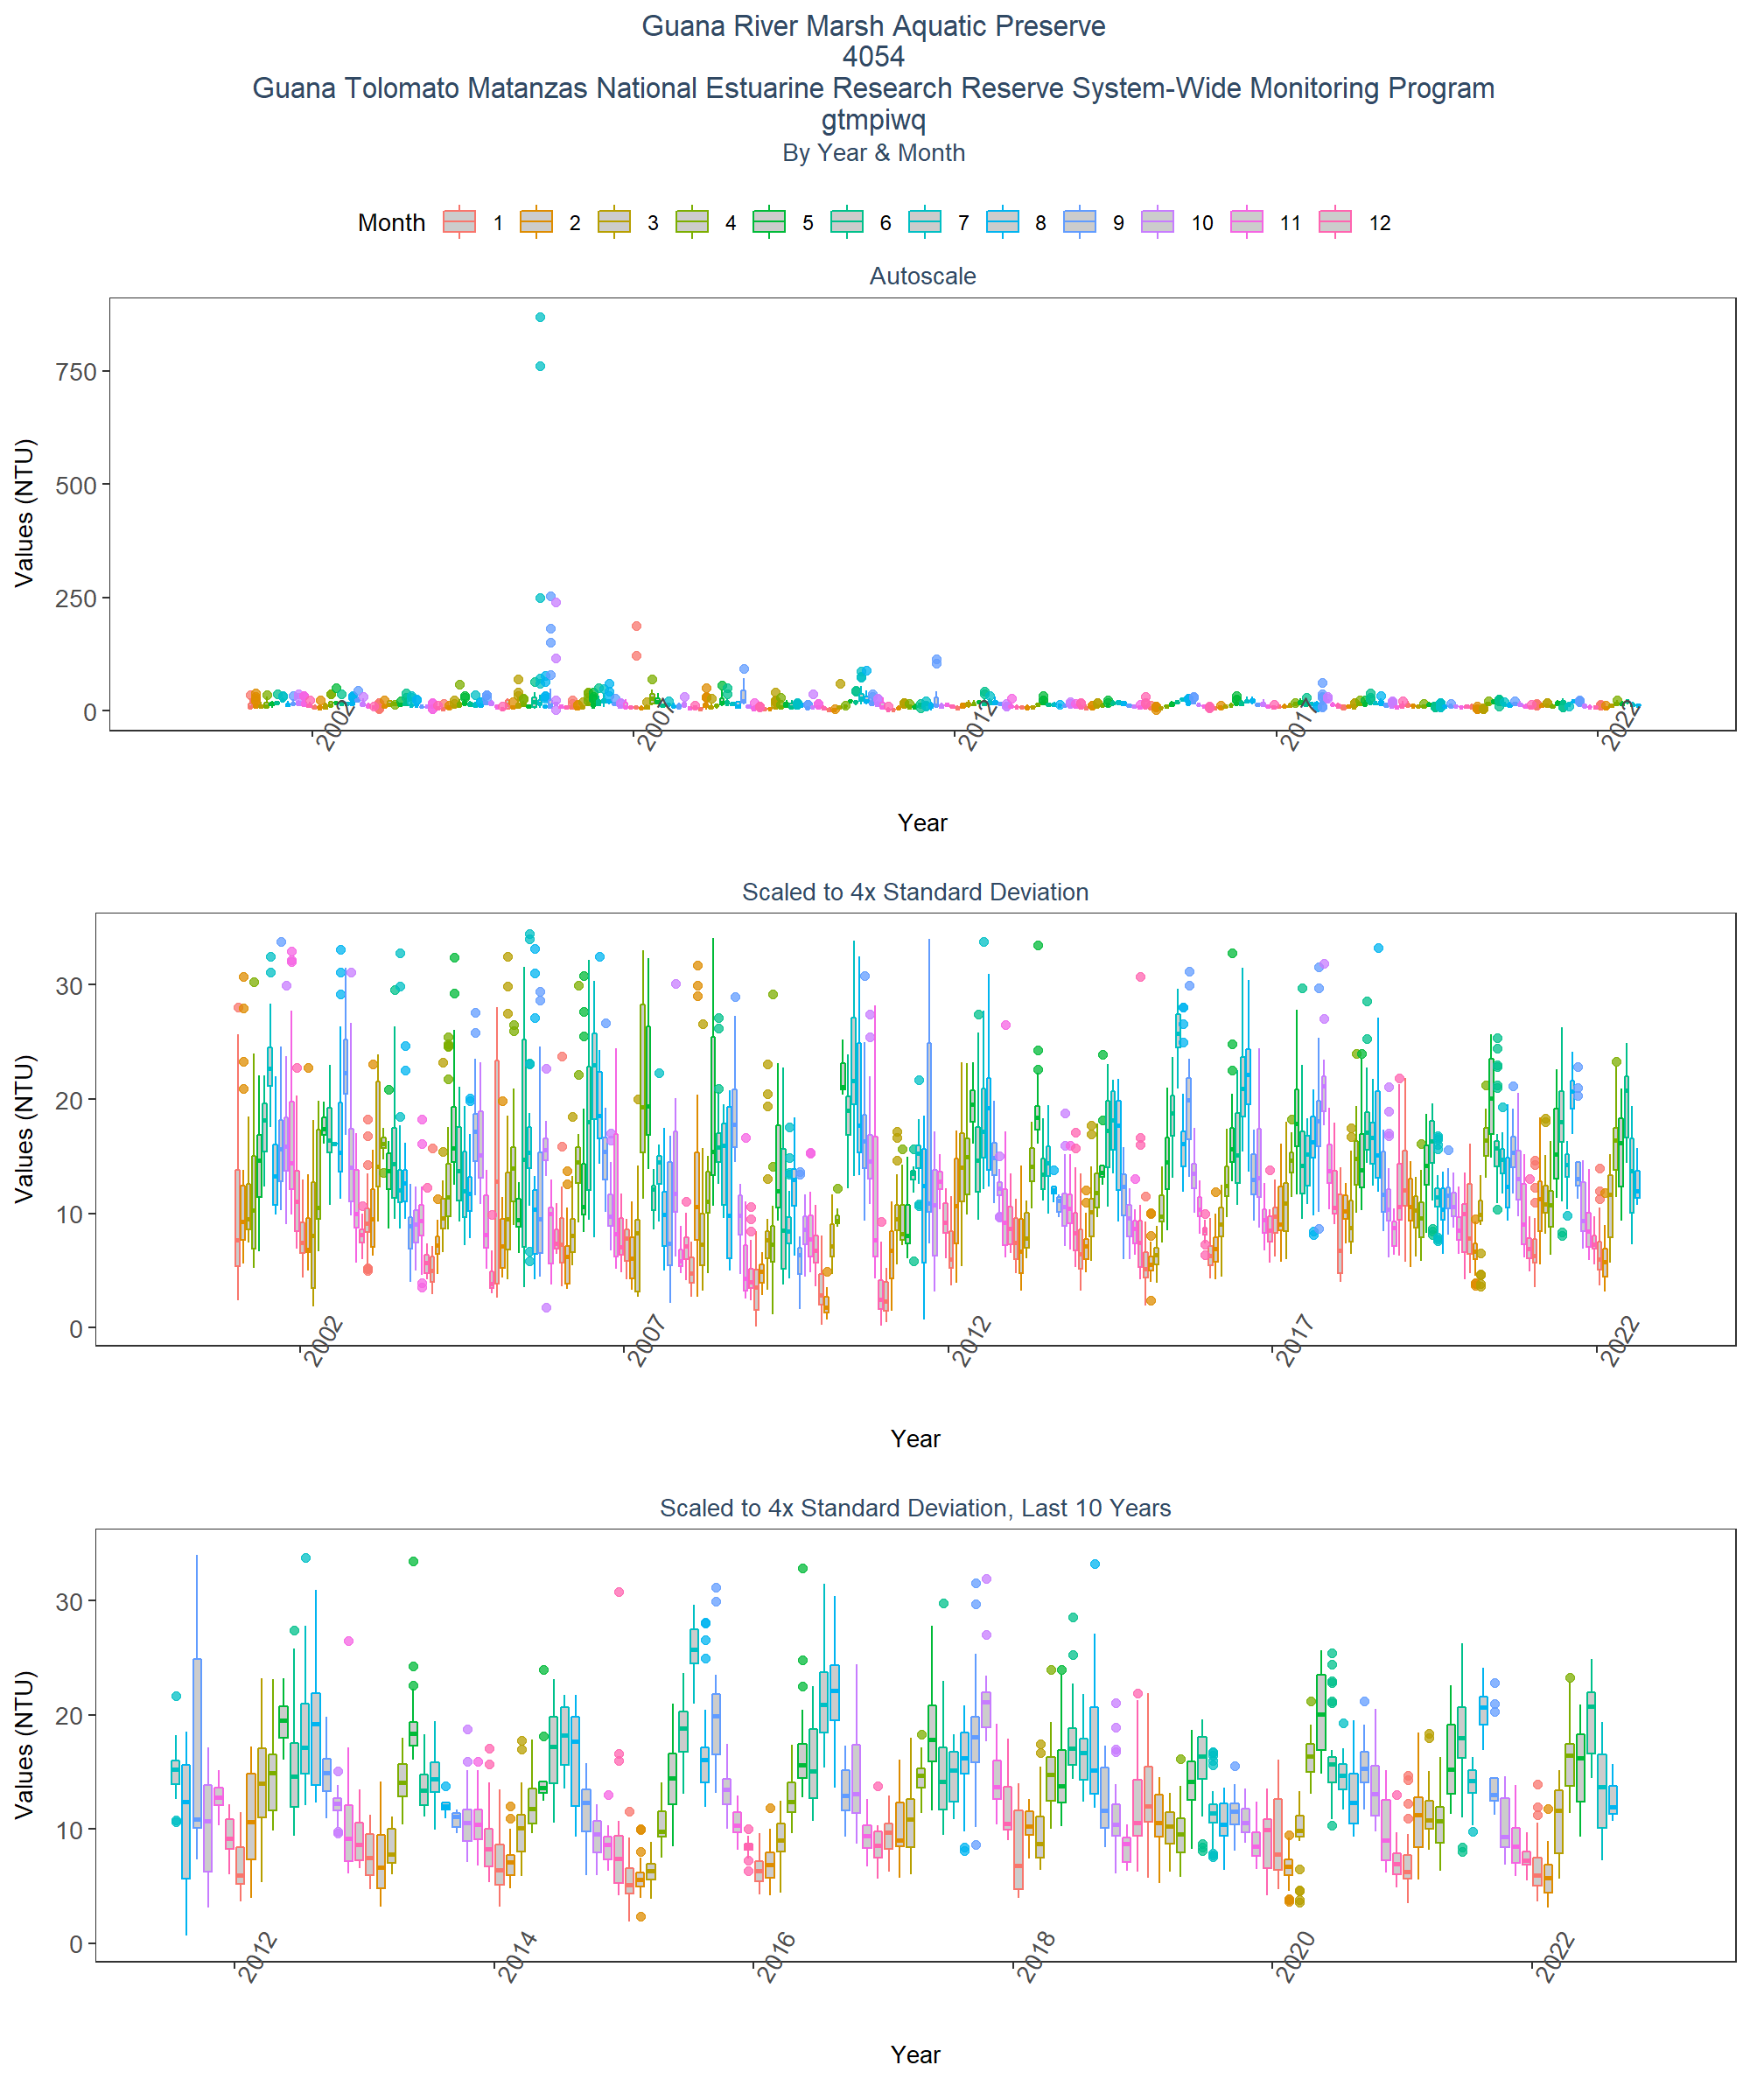 Guana River Marsh Aquatic Preserve
4054
Guana Tolomato Matanzas National Estuarine Research Reserve System-Wide Monitoring Program
gtmpiwq
By Year & Month
Month 1 2 3 4 5 6 7 8 9 10 11 12
Autoscale
Values (NTU)
750
500
250
0
2002 2007 2012 2017 2022
Year
Scaled to 4x Standard Deviation
Values (NTU)
30
20
10
0
2002 2007 2012 2017 2022
Year
Scaled to 4x Standard Deviation, Last 10 Years
Values (NTU)
30
20
10
0
2012 2014 2016 2018 2020 2022
Year